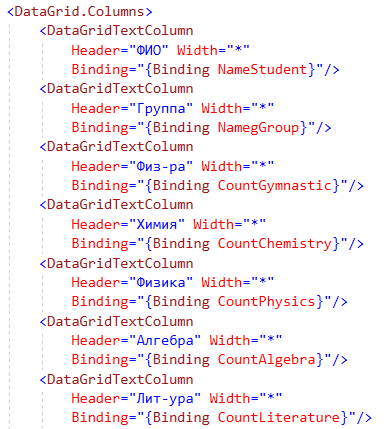 <DataGrid.Columns>
<DataGridTextColumn
Header="ФИО" Width="*"
Binding="{Binding NameStudent}"/>
<DataGridTextColumn
Header="Группа" Width="*"
Binding="{Binding NamegGroup}"/>
<DataGridTextColumn
Header="Физ-ра" Width="*"
Binding="{Binding CountGymnastic}"/>
<DataGridTextColumn
Header="Химия" Width="*"
Binding="{Binding CountChemistry}"/>
<DataGridTextColumn
Header="Физика" Width="*"
Binding="{Binding CountPhysics}"/>
<DataGridTextColumn
Header="Алгебра" Width="*"
Binding="{Binding CountAlgebra}"/>
<DataGridTextColumn
Header="Лит-ура" Width="*"
Binding="{Binding CountLiterature}"/>